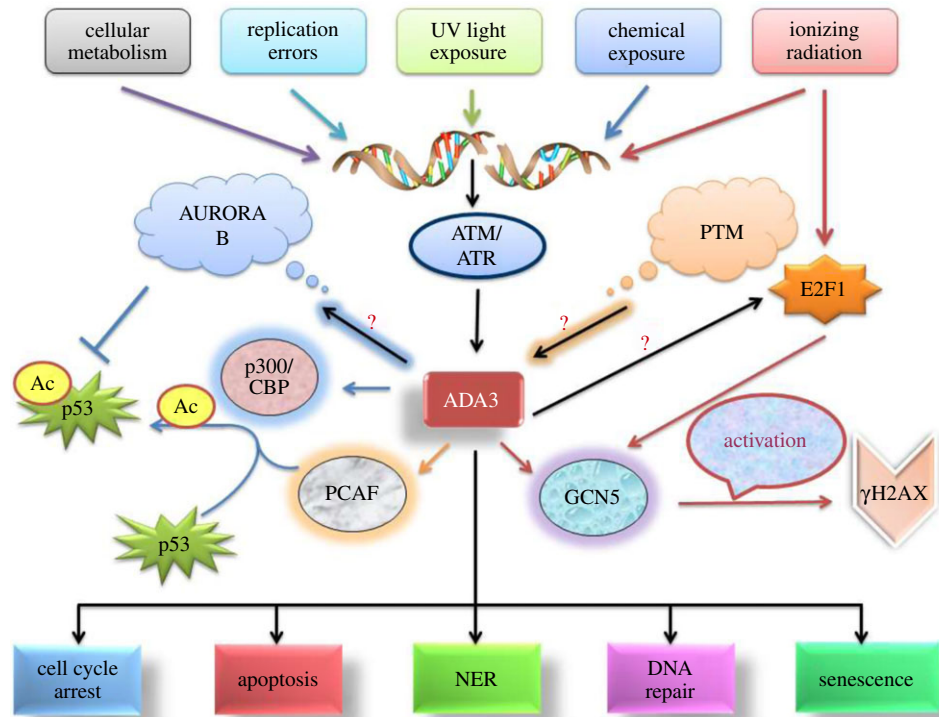 cellular
metabolism
replication
errors
UV light
exposure
chemical
exposure
ionizing
radiation
AURORA
B
ATM/
ATR
PTM
E2F1
?
?
?
p300/
CBP
ADA3
Ac
p53
Ac
activation
PCAF
GCN5
γH2AX
p53
cell cycle
arrest
apoptosis
NER
DNA
repair
senescence